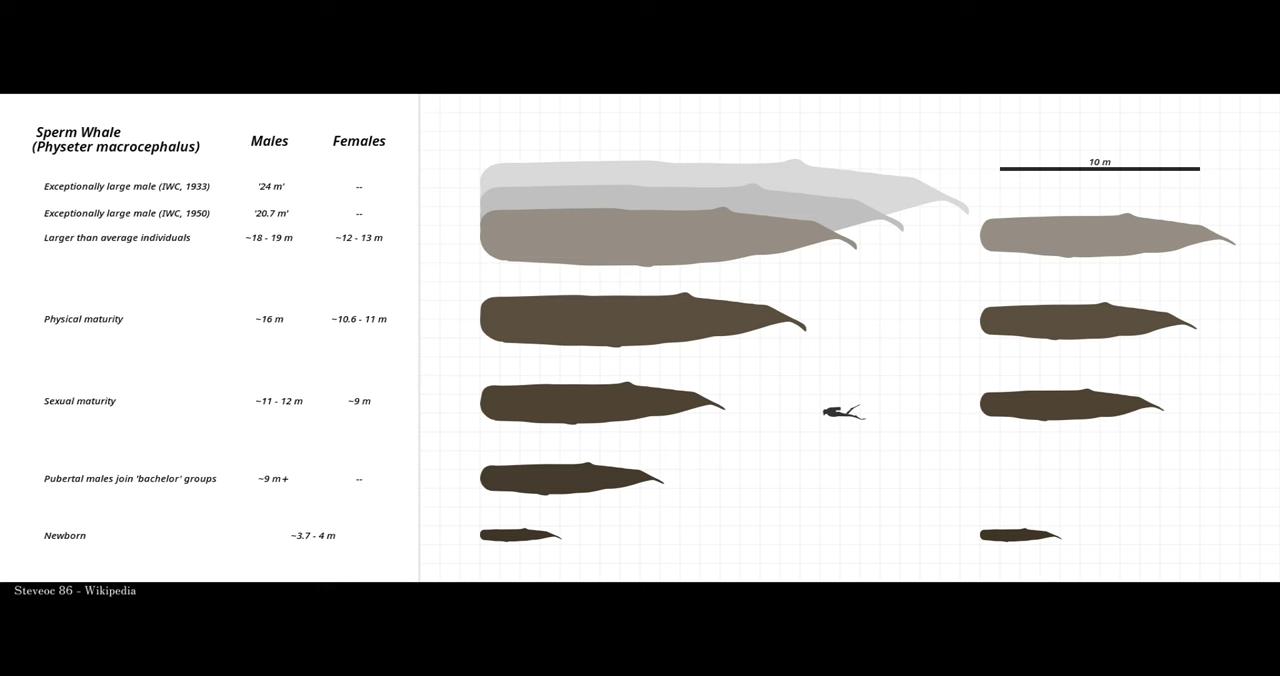 Sperm Whale
(Physeter macrocephalus) Males Females
10 m
Exceptionally large male (IWC, 1933) '24 m' --
Exceptionally large male (IWC, 1950) '20.7 m' --
Larger than average individuals ~18 - 19 m ~12 - 13 m
Physical maturity ~16 m ~10.6 - 11 m
Sexual maturity ~11 - 12 m ~9 m
Pubertal males join 'bachelor' groups ~9 m+ --
Newborn ~3.7 - 4 m
Steveoc 86 - Wikipedia